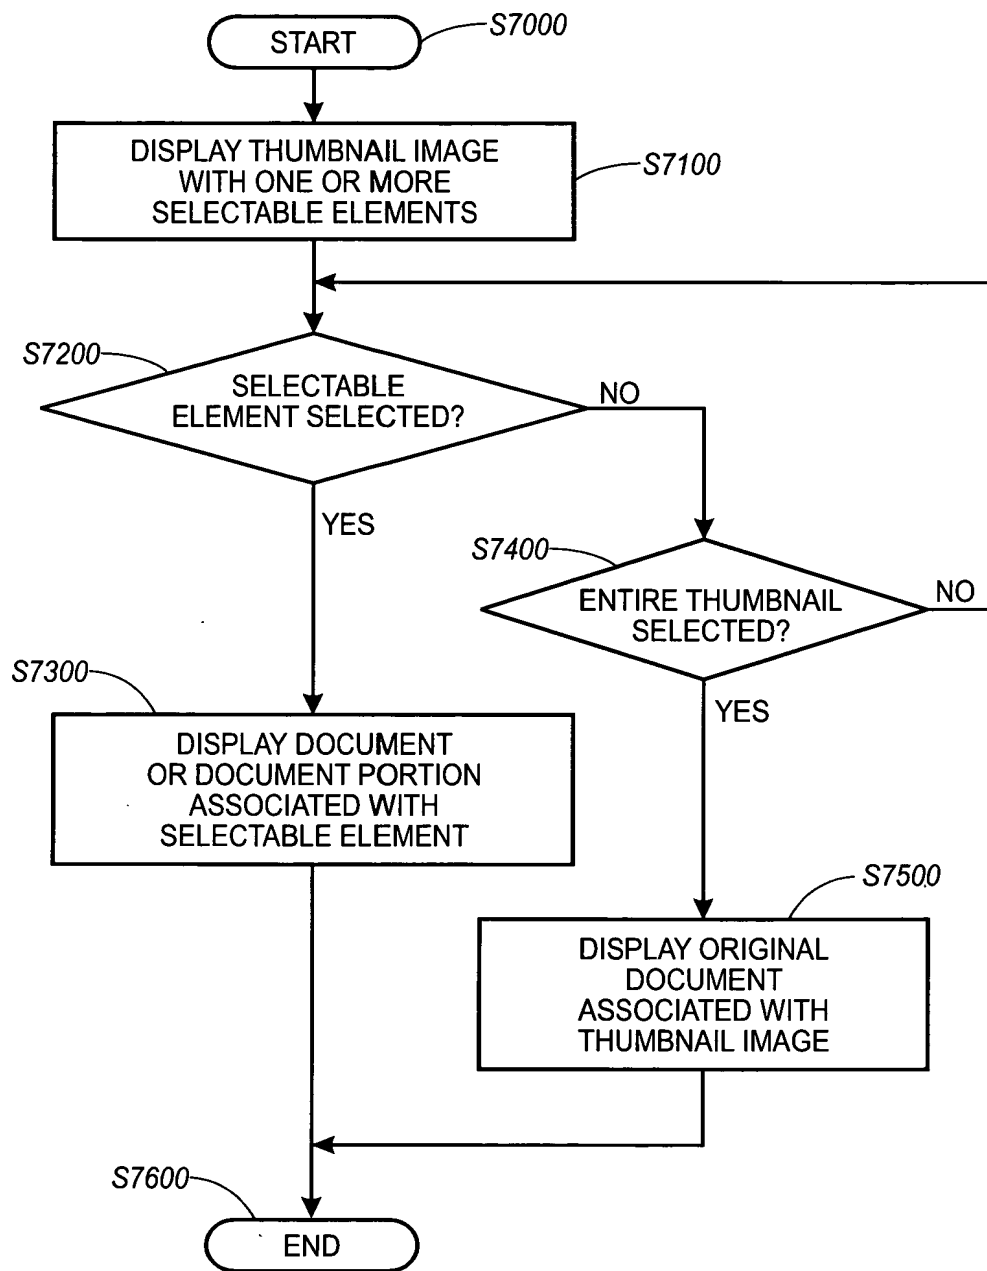 START
S7000
DISPLAY THUMBNAIL IMAGE
WITH ONE OR MORE
SELECTABLE ELEMENTS
S7100
S7200
SELECTABLE
ELEMENT SELECTED?
NO
YES
S7400
ENTIRE THUMBNAIL
SELECTED?
NO
YES
S7300
DISPLAY DOCUMENT
OR DOCUMENT PORTION
ASSOCIATED WITH
SELECTABLE ELEMENT
S7500
DISPLAY ORIGINAL
DOCUMENT
ASSOCIATED WITH
THUMBNAIL IMAGE
S7600
END